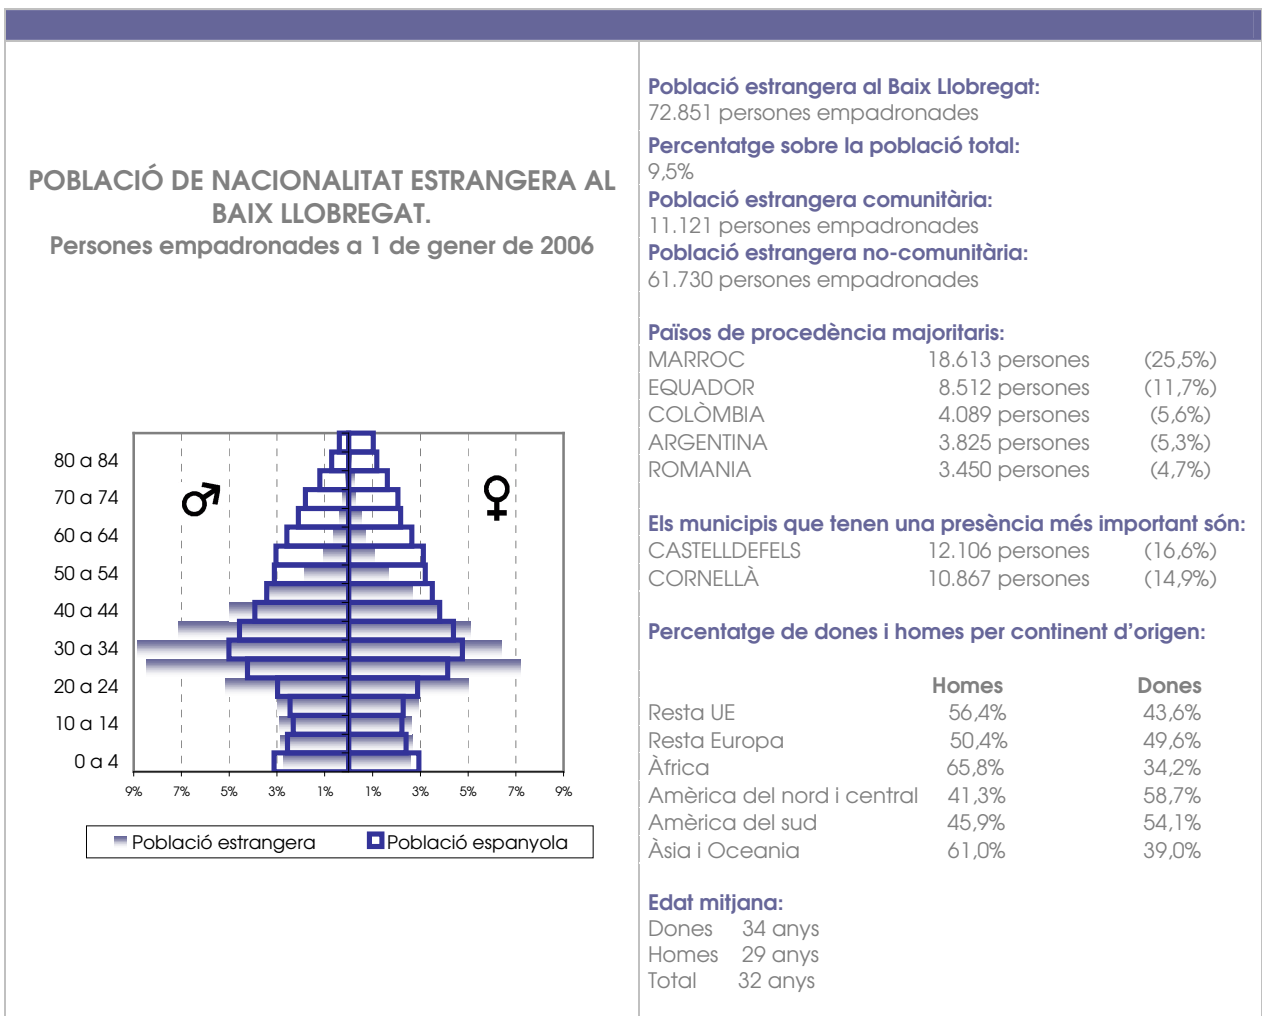 POBLACIÓ DE NACIONALITAT ESTRANGERA AL
BAIX LLOBREGAT.
Persones empadronades a 1 de gener de 2006
80 a 84
70 a 74
60 a 64
50 a 54
40 a 44
30 a 34
20 a 24
10 a 14
0 a 4
9% 7% 5% 3% 1% 1% 3% 5% 7% 9%
Població estrangera Població espanyola
Població estrangera al Baix Llobregat:
72.851 persones empadronades
Percentatge sobre la població total:
9,5%
Població estrangera comunitària:
11.121 persones empadronades
Població estrangera no-comunitària:
61.730 persones empadronades
Països de procedència majoritaris:
MARROC 18.613 persones (25,5%)
EQUADOR 8.512 persones (11,7%)
COLÒMBIA 4.089 persones (5,6%)
ARGENTINA 3.825 persones (5,3%)
ROMANIA 3.450 persones (4,7%)
Els municipis que tenen una presència més important són:
CASTELLDEFELS 12.106 persones (16,6%)
CORNELLÀ 10.867 persones (14,9%)
Percentatge de dones i homes per continent d'origen:
Homes Dones
Resta UE 56,4% 43,6%
Resta Europa 50,4% 49,6%
Àfrica 65,8% 34,2%
Amèrica del nord i central 41,3% 58,7%
Amèrica del sud 45,9% 54,1%
Àsia i Oceania 61,0% 39,0%
Edat mitjana:
Dones 34 anys
Homes 29 anys
Total 32 anys